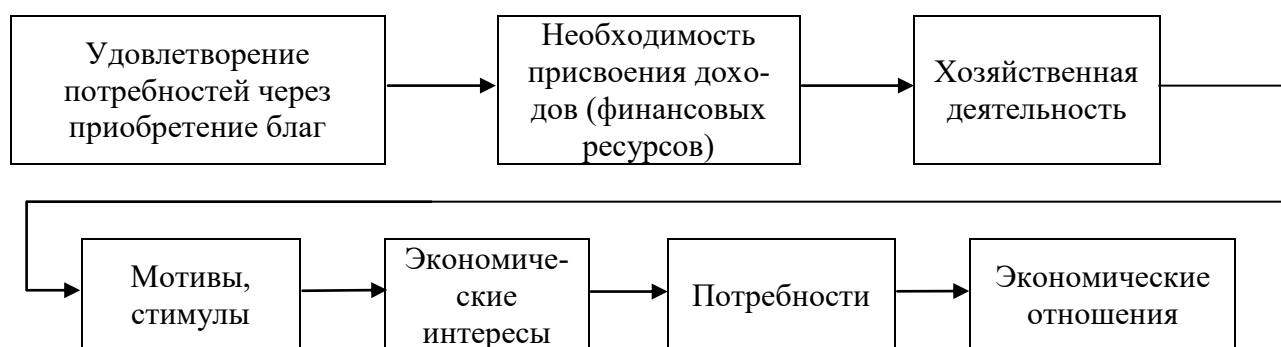 Удовлетворение
потребностей через
приобретение благ
Необходимость
присвоения дохо-
дов (финансовых
ресурсов)
Хозяйственная
деятельность
Мотивы,
стимулы
Экономиче-
ские
интересы
Потребности
Экономические
отношения